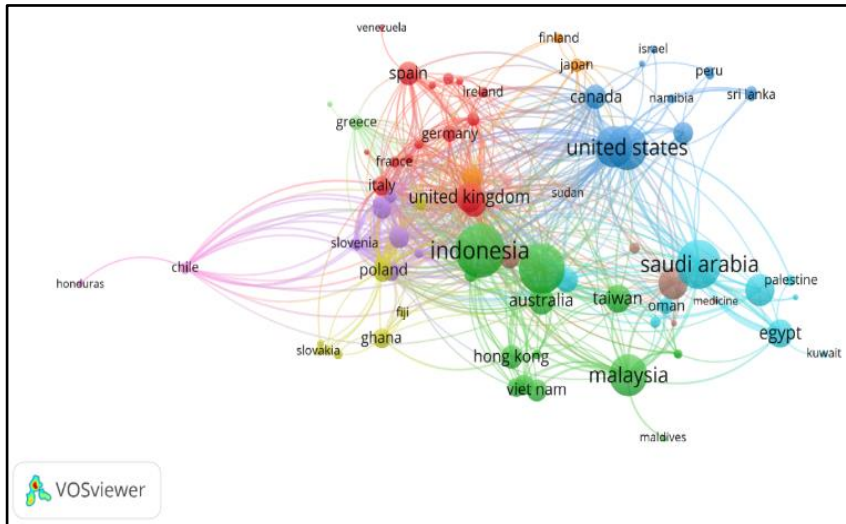 venezuela
finland
israel
spain
japan
peru
ireland
canada
namibia
sri lanka
greece
germany
united states
france
italy
united kingdom
sudan
slovenia
indonesia
chile
poland
saudi arabia
honduras
palestine
australia
taiwan
oman
medicine
fiji
ghana
egypt
slovakia
hong kong
kuwait
malaysia
viet nam
maldives
VOSviewer